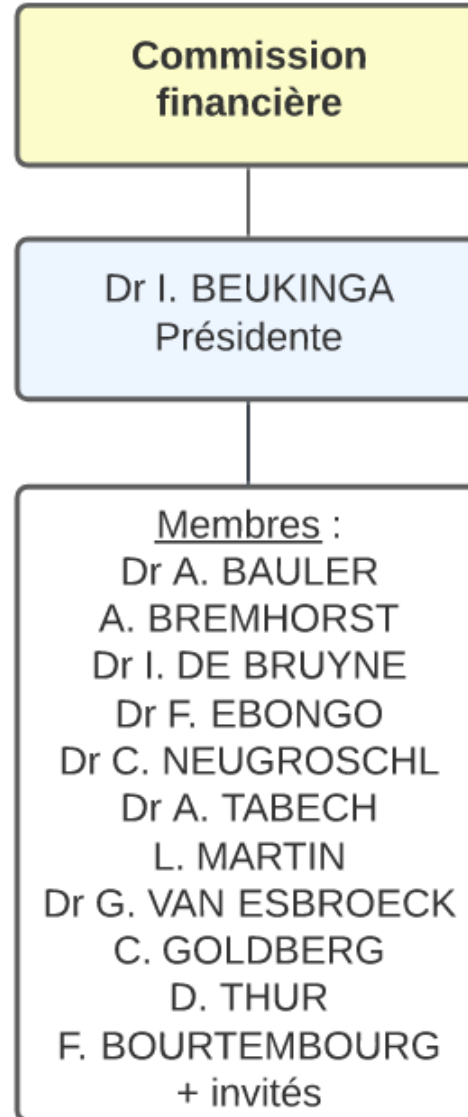 Commission
financière
Dr I. BEUKINGA
Présidente
Membres :
Dr A. BAULER
A. BREMHORST
Dr I. DE BRUYNE
Dr F. EBONGO
Dr C. NEUGROSCHL
Dr A. TABECH
L. MARTIN
Dr G. VAN ESBROECK
C. GOLDBERG
D. THUR
F. BOURTEMBOURG
+ invités